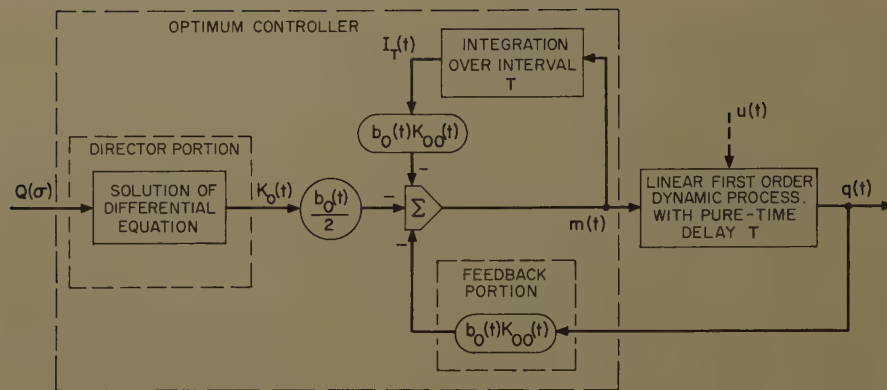 OPTIMUM CONTROLLER
I_T(t)
INTEGRATION
OVER INTERVAL
T
b_0(t)K_00(t)
u(t)
DIRECTOR PORTION
Q(σ)
SOLUTION OF
DIFFERENTIAL
EQUATION
K_0(t)
b_0(t)
2
Σ
m(t)
LINEAR FIRST ORDER
DYNAMIC PROCESS.
WITH PURE-TIME
DELAY T
q(t)
FEEDBACK
PORTION
b_0(t)K_00(t)